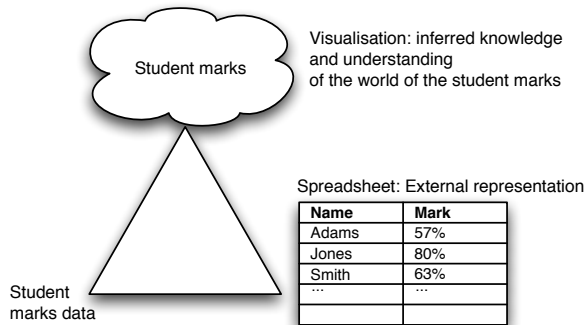 Student marks
Visualisation: inferred knowledge
and understanding
of the world of the student marks
Spreadsheet: External representation
Name Mark
Adams 57%
Jones 80%
Smith 63%
... ...
Student
marks data